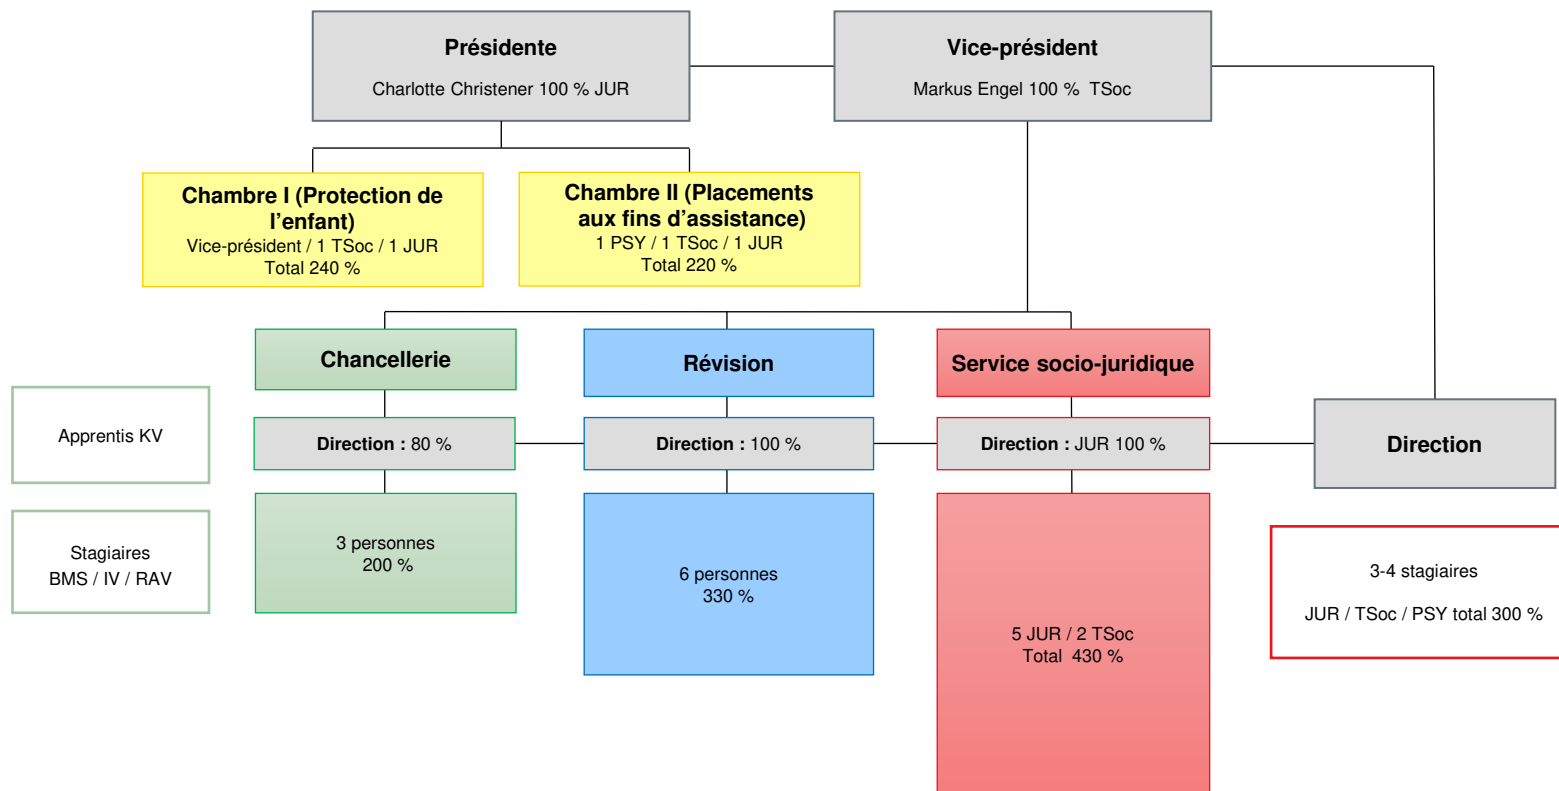 Présidente
Charlotte Christener 100 % JUR
Vice-président
Markus Engel 100 % TSoc
Chambre I (Protection de
l'enfant)
Vice-président / 1 TSoc / 1 JUR
Total 240 %
Chambre II (Placements
aux fins d'assistance)
1 PSY / 1 TSoc / 1 JUR
Total 220 %
Chancellerie
Révision
Service socio-juridique
Apprentis KV
Direction : 80 %
Direction : 100 %
Direction : JUR 100 %
Direction
Stagiaires
BMS / IV / RAV
3 personnes
200 %
6 personnes
330 %
5 JUR / 2 TSoc
Total 430 %
3-4 stagiaires
JUR / TSoc / PSY total 300 %